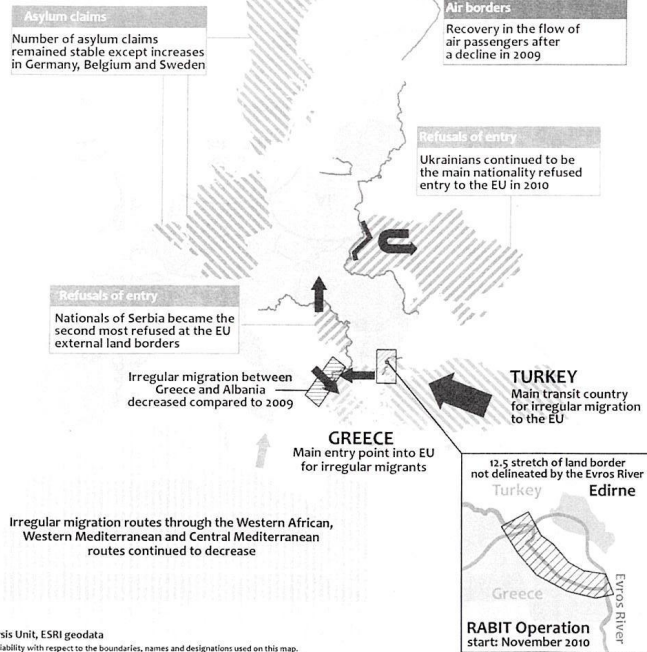 Asylum claims
Number of asylum claims
remained stable except increases
in Germany, Belgium and Sweden
Air borders
Recovery in the flow of
air passengers after
a decline in 2009
Refusals of entry
Ukrainians continued to be
the main nationality refused
entry to the EU in 2010
Refusals of entry
Nationals of Serbia became the
second most refused at the EU
external land borders
Irregular migration between
Greece and Albania
decreased compared to 2009
TURKEY
Main transit country
for irregular migration
to the EU
GREECE
Main entry point into EU
for irregular migrants
12.5 stretch of land border
not delineated by the Evros River
Turkey
Edirne
Greece
Evros River
RABIT Operation
start: November 2010
Irregular migration routes through the Western African,
Western Mediterranean and Central Mediterranean
routes continued to decrease
sis Unit, ESRI geodata
iability with respect to the boundaries, names and designations used on this map.